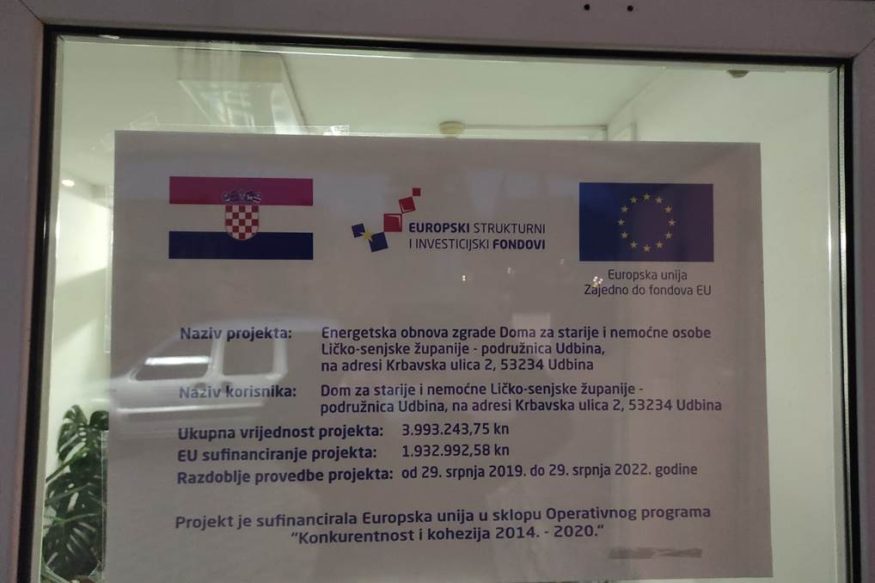 EUROPSKI STRUKTURNI
I INVESTICIJSKI FONDOVI
Europska unija
Zajedno do fondova EU
Naziv projekta: Energetska obnova zgrade Doma za starije i nemoćne osobe
Ličko-senjske županije - podružnica Udbina,
na adresi Krbavska ulica 2, 53234 Udbina
Naziv korisnika: Dom za starije i nemoćne Ličko-senjske županije -
podružnica Udbina, na adresi Krbavska ulica 2, 53234 Udbina
Ukupna vrijednost projekta: 3.993.243,75 kn
EU sufinanciranje projekta: 1.932.992,58 kn
Razdoblje provedbe projekta: od 29. srpnja 2019. do 29. srpnja 2022. godine
Projekt je sufinancirala Europska unija u sklopu Operativnog programa
"Konkurentnost i kohezija 2014. - 2020."